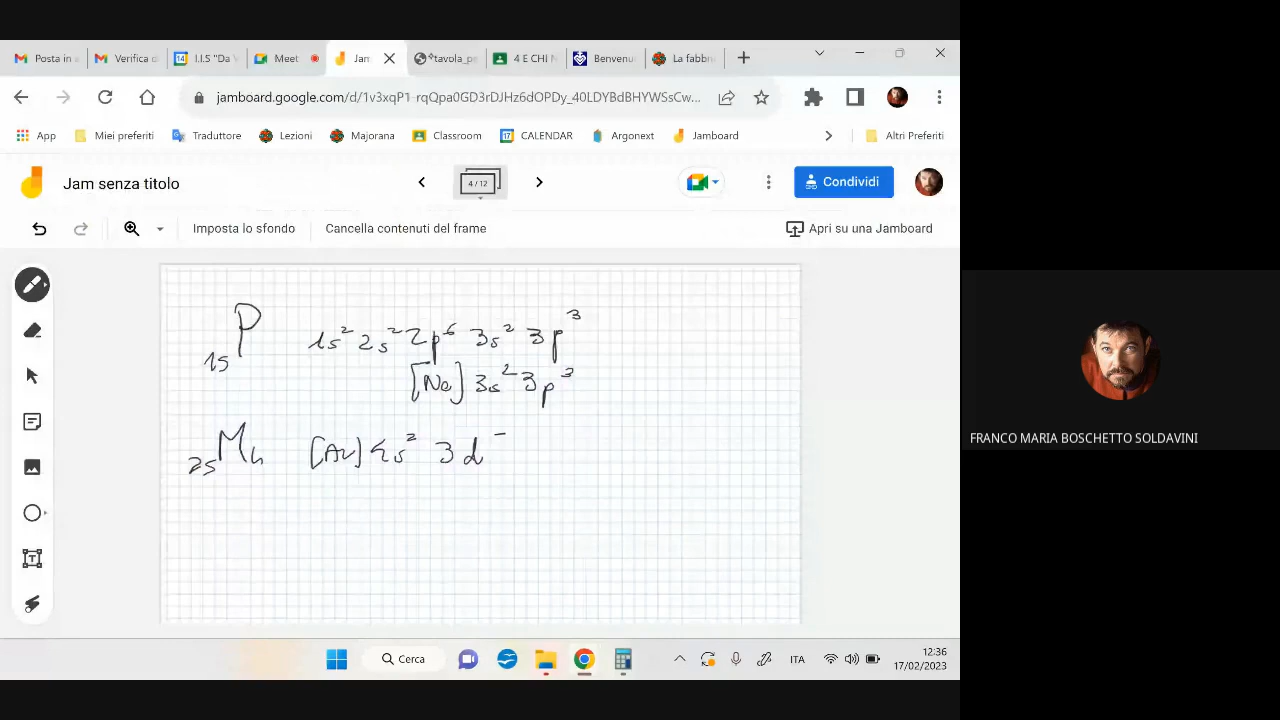 Posta in a
Verifica di
I.I.S "Da V
Meet
Jam
*tavola_pe
4 E CHI N
Benvenu
La fabbri
jamboard.google.com/d/1v3xqP1-rqQpa0GD3rDJHz6dOPDy_40LDYBdBHYWSsCw...
App
Miei preferiti
Traduttore
Lezioni
Majorana
Classroom
CALENDAR
Argonext
Jamboard
Altri Preferiti
Jam senza titolo
4 / 12
Condividi
Imposta lo sfondo
Cancella contenuti del frame
Apri su una Jamboard
₁₅P 1s² 2s² 2p⁶ 3s² 3p³
[Ne] 3s² 3p³
₂₅Mn [Ar] 4s² 3d
FRANCO MARIA BOSCHETTO SOLDAVINI
Cerca
ITA
12:36
17/02/2023